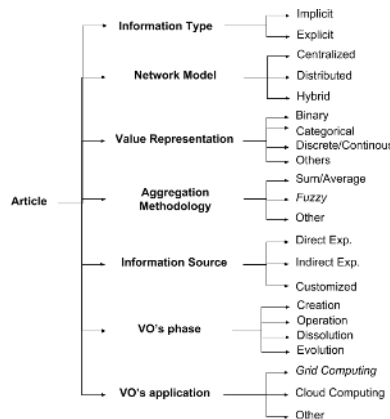 Article
Information Type
Implicit
Explicit
Network Model
Centralized
Distributed
Hybrid
Value Representation
Binary
Categorical
Discrete/Continous
Others
Aggregation
Methodology
Sum/Average
Fuzzy
Other
Information Source
Direct Exp.
Indirect Exp.
Customized
VO's phase
Creation
Operation
Dissolution
Evolution
VO's application
Grid Computing
Cloud Computing
Other